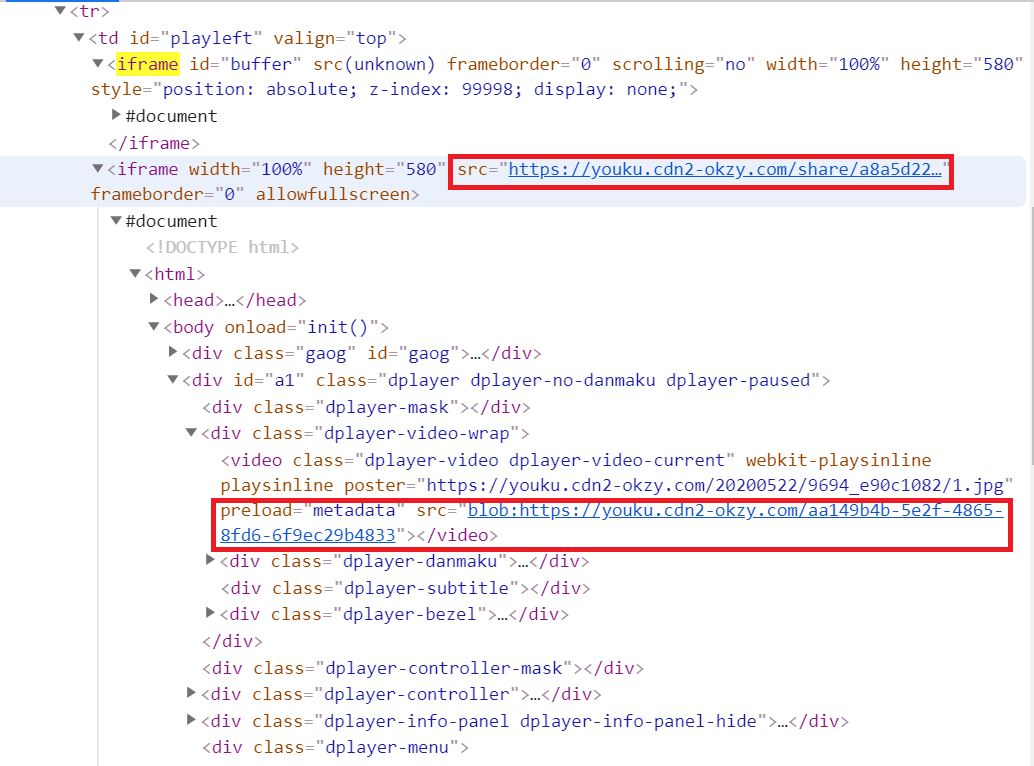 <tr>
<td id="playleft" valign="top">
<iframe id="buffer" src(unknown) frameborder="0" scrolling="no" width="100%" height="580"
style="position: absolute; z-index: 99998; display: none;">
#document
</iframe>
<iframe width="100%" height="580" src="https://youku.cdn2-okzy.com/share/a8a5d22…"
frameborder="0" allowfullscreen>
#document
<!DOCTYPE html>
<html>
<head>…</head>
<body onload="init()">
<div class="gaog" id="gaog">…</div>
<div id="a1" class="dplayer dplayer-no-danmaku dplayer-paused">
<div class="dplayer-mask"></div>
<div class="dplayer-video-wrap">
<video class="dplayer-video dplayer-video-current" webkit-playsinline
playsinline poster="https://youku.cdn2-okzy.com/20200522/9694_e90c1082/1.jpg"
preload="metadata" src="blob:https://youku.cdn2-okzy.com/aa149b4b-5e2f-4865-
8fd6-6f9ec29b4833"></video>
<div class="dplayer-danmaku">…</div>
<div class="dplayer-subtitle"></div>
<div class="dplayer-bezel">…</div>
</div>
<div class="dplayer-controller-mask"></div>
<div class="dplayer-controller">…</div>
<div class="dplayer-info-panel dplayer-info-panel-hide">…</div>
<div class="dplayer-menu">